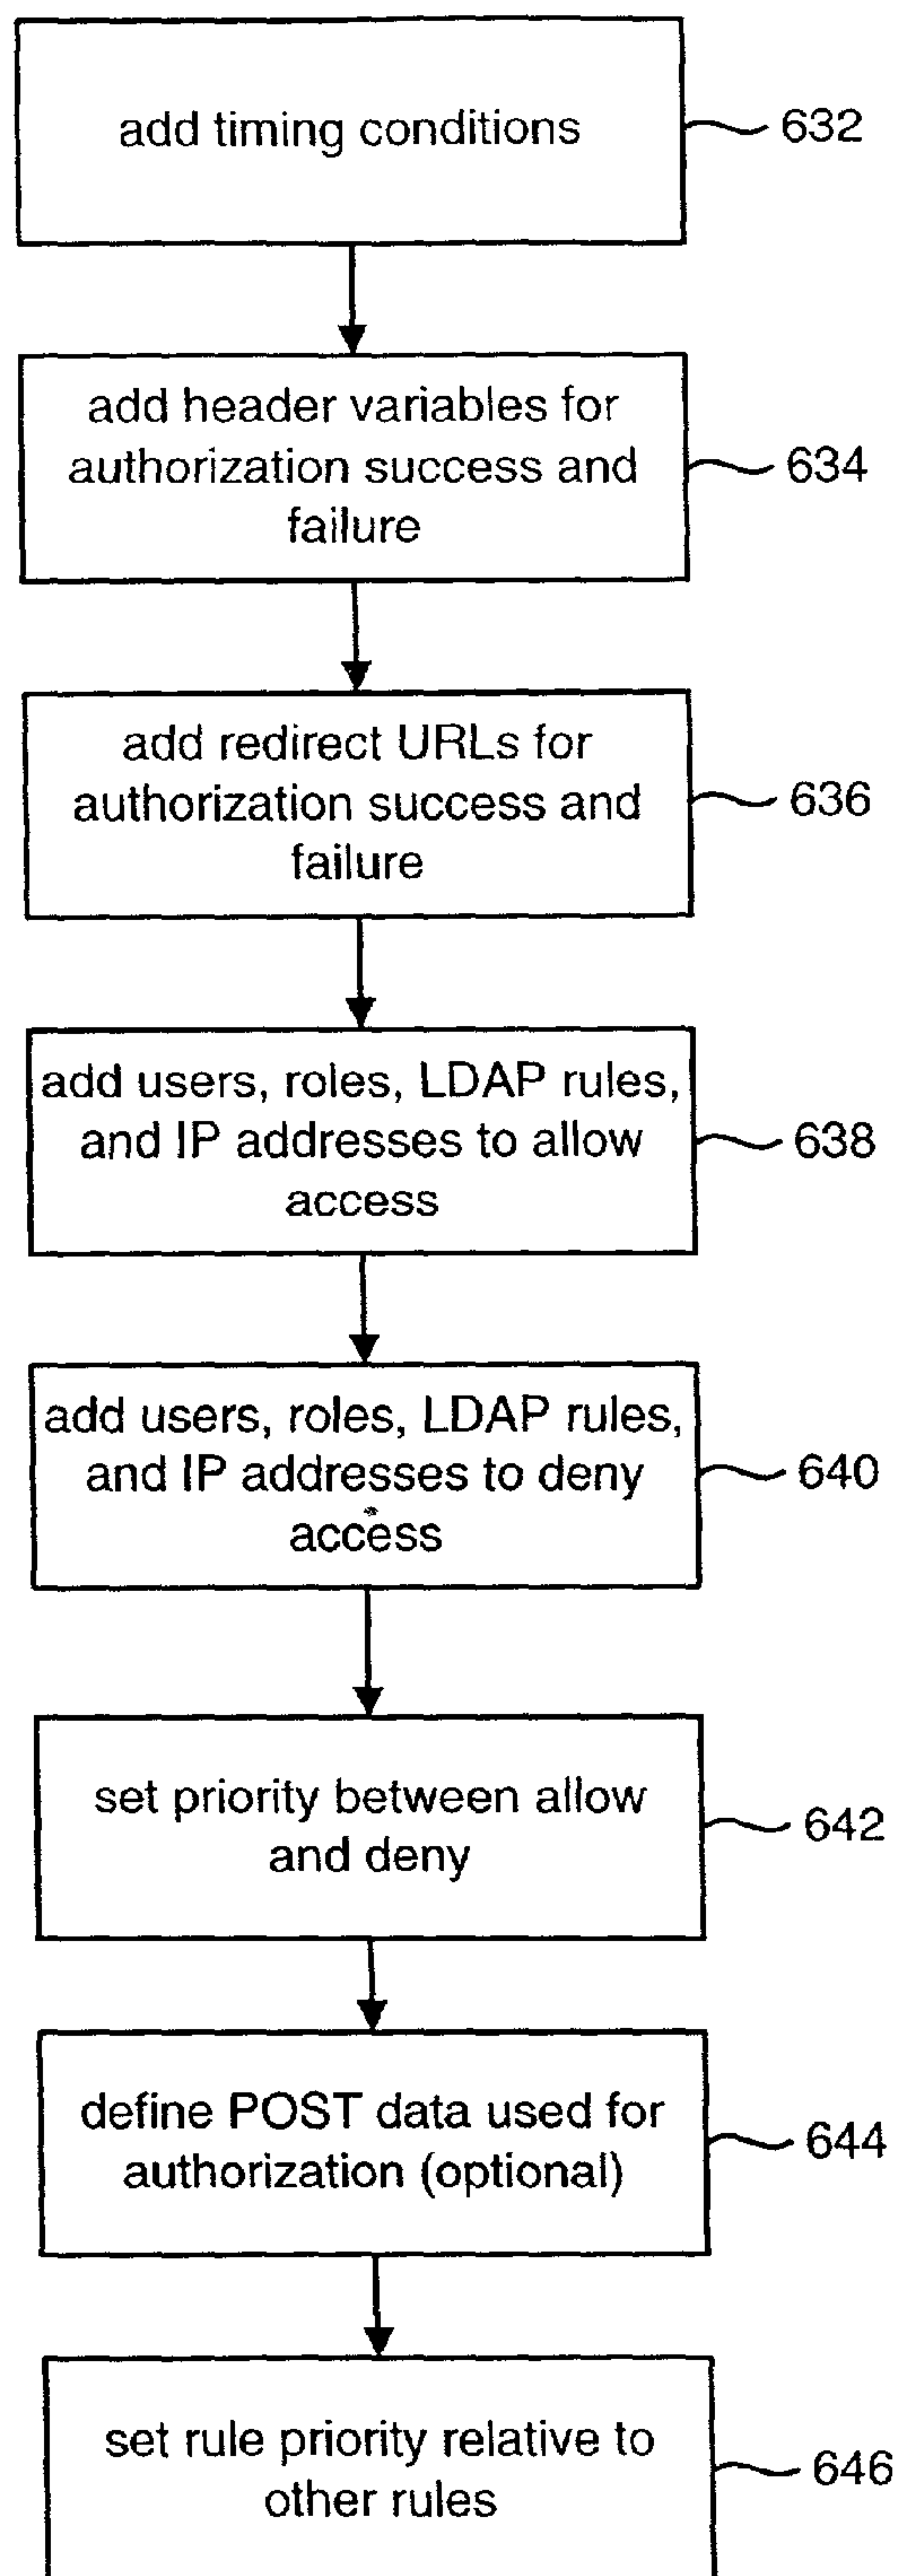 add timing conditions
632
add header variables for
authorization success and
failure
634
add redirect URLs for
authorization success and
failure
636
add users, roles, LDAP rules,
and IP addresses to allow
access
638
add users, roles, LDAP rules,
and IP addresses to deny
access
640
set priority between allow
and deny
642
define POST data used for
authorization (optional)
644
set rule priority relative to
other rules
646